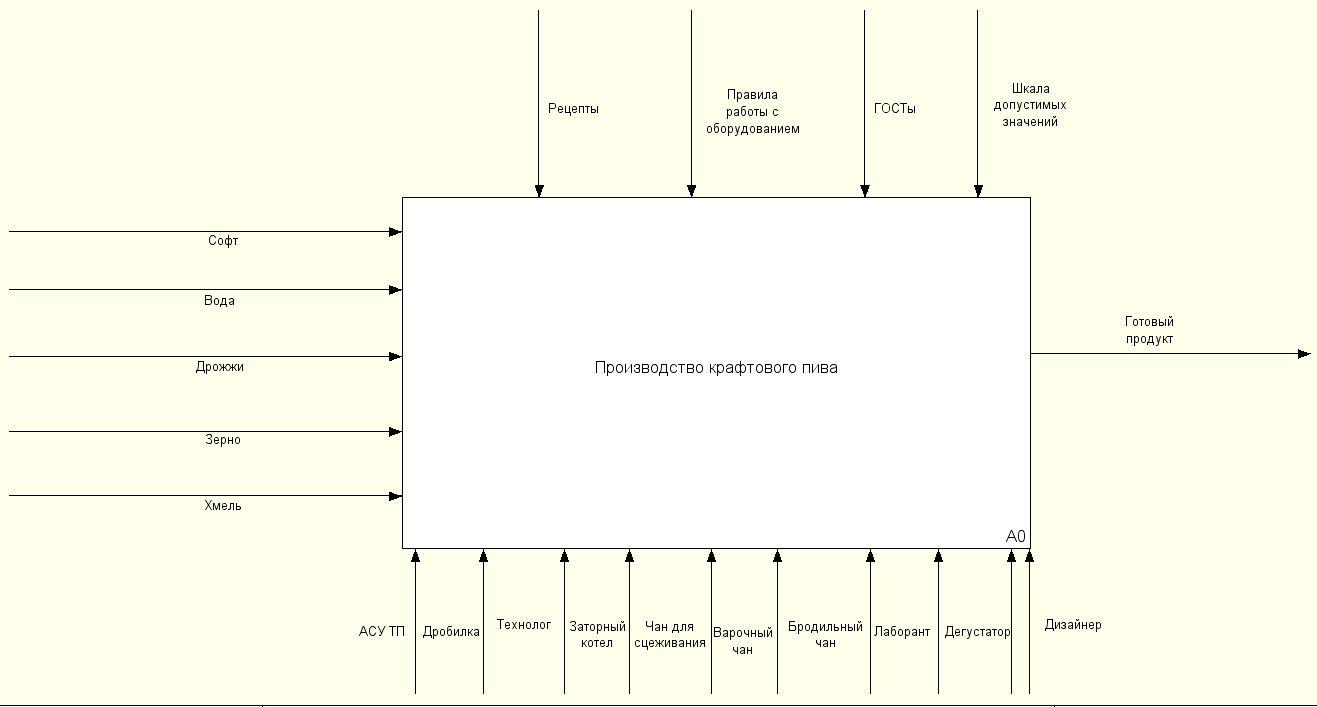 Рецепты
Правила
работы с
оборудованием
ГОСТы
Шкала
допустимых
значений
Софт
Вода
Дрожжи
Зерно
Хмель
Производство крафтового пива
A0
Готовый
продукт
АСУ ТП
Дробилка
Технолог
Заторный
котел
Чан для
сцеживания
Варочный
чан
Бродильный
чан
Лаборант
Дегустатор
Дизайнер